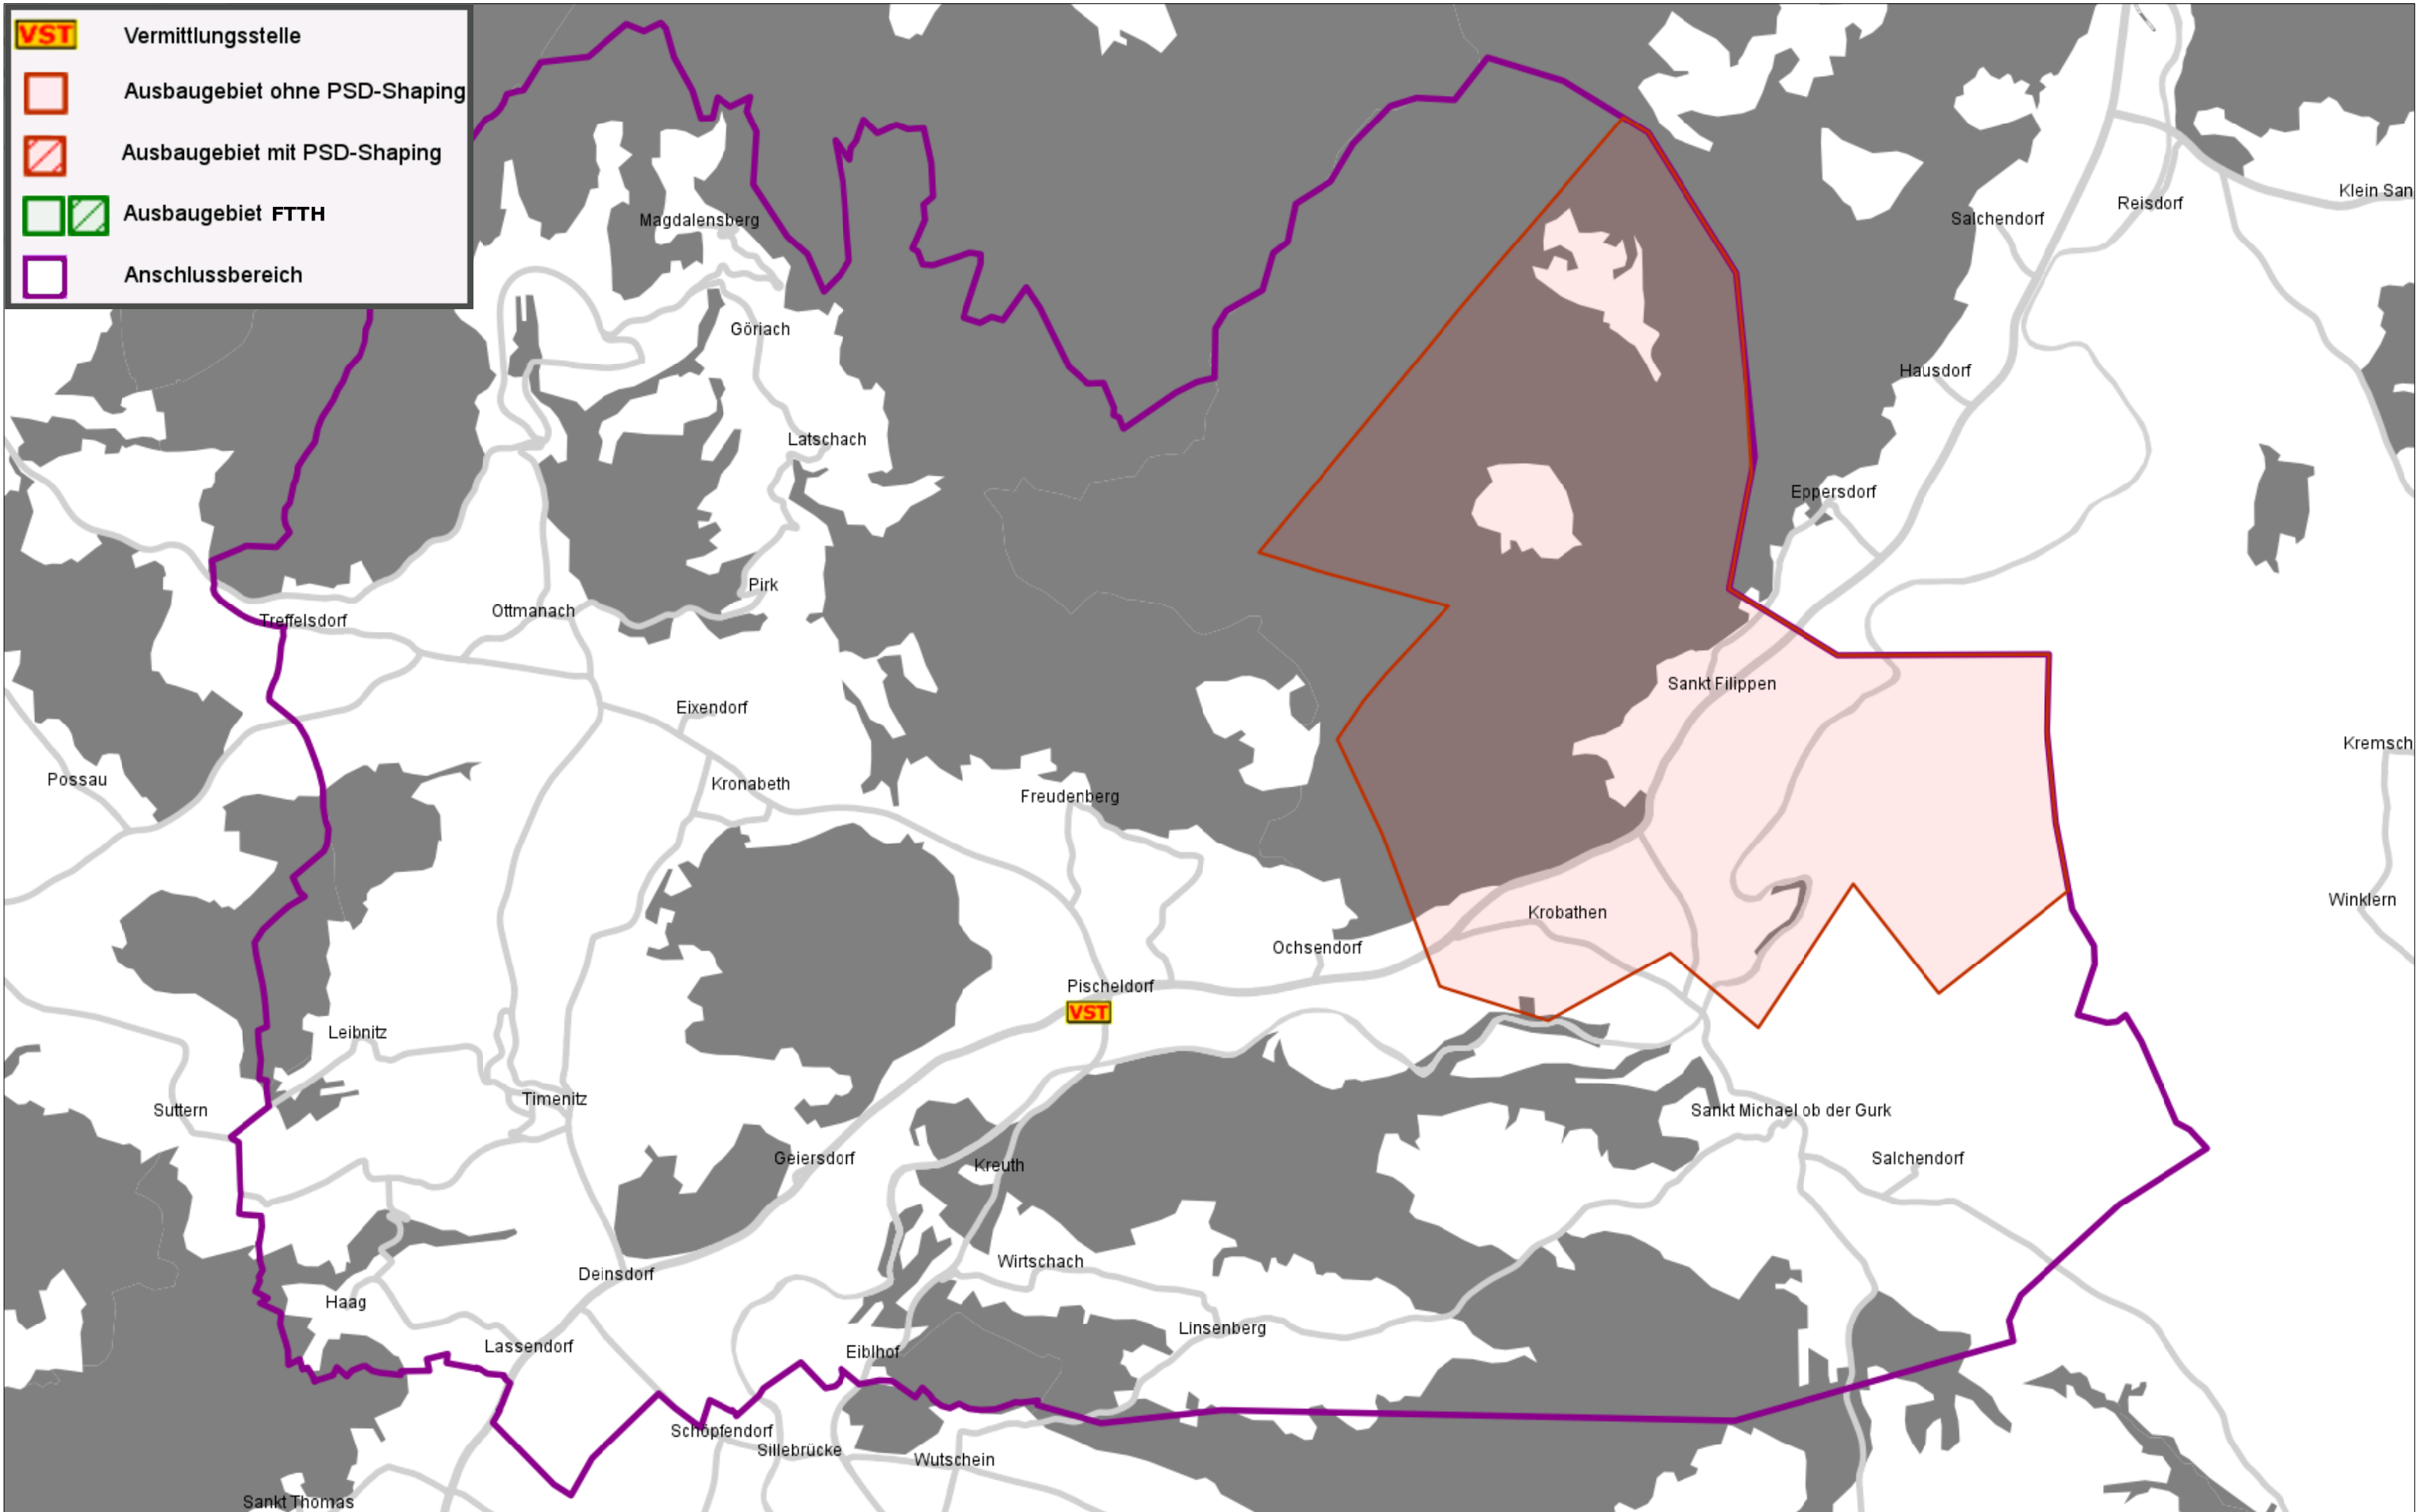 VST Vermittlungsstelle
Ausbaugebiet ohne PSD-Shaping
Ausbaugebiet mit PSD-Shaping
Ausbaugebiet FTTH
Anschlussbereich
Klein San
Reisdorf
Salchendorf
Magdalensberg
Göriach
Hausdorf
Latschach
Eppersdorf
Pirk
Ottmanach
Treffelsdorf
Sankt Filippen
Eixendorf
Kremsch
Possau
Kronabeth
Freudenberg
Winklern
Krobathen
Ochsendorf
Pischeldorf
VST
Leibnitz
Timenitz
Suttern
Sankt Michael ob der Gurk
Geiersdorf
Salchendorf
Kreuth
Wirtschach
Deinsdorf
Haag
Linsenberg
Lassendorf
Eiblhof
Schöpfendorf
Sillebrücke
Wutschein
Sankt Thomas